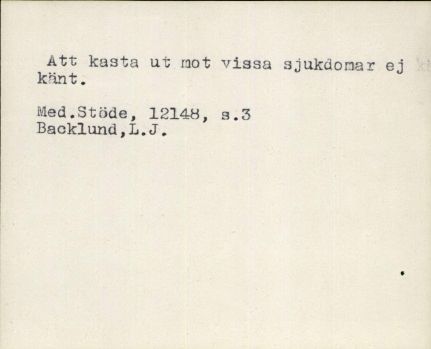 Att kasta ut mot vissa sjukdomar ej
känt.
Med.Stöde, 12148, s.3
Backlund,L.J.